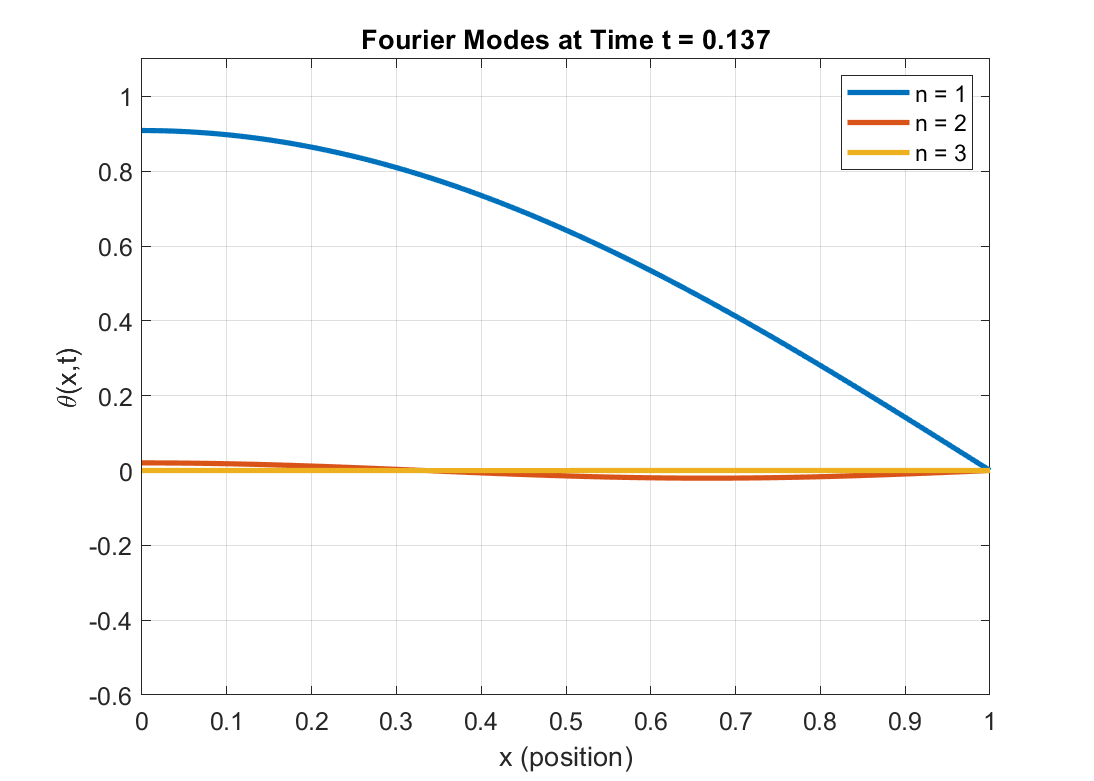 Fourier Modes at Time t = 0.137
n = 1
n = 2
n = 3
θ(x,t)
1
0.8
0.6
0.4
0.2
0
-0.2
-0.4
-0.6
0 0.1 0.2 0.3 0.4 0.5 0.6 0.7 0.8 0.9 1
x (position)